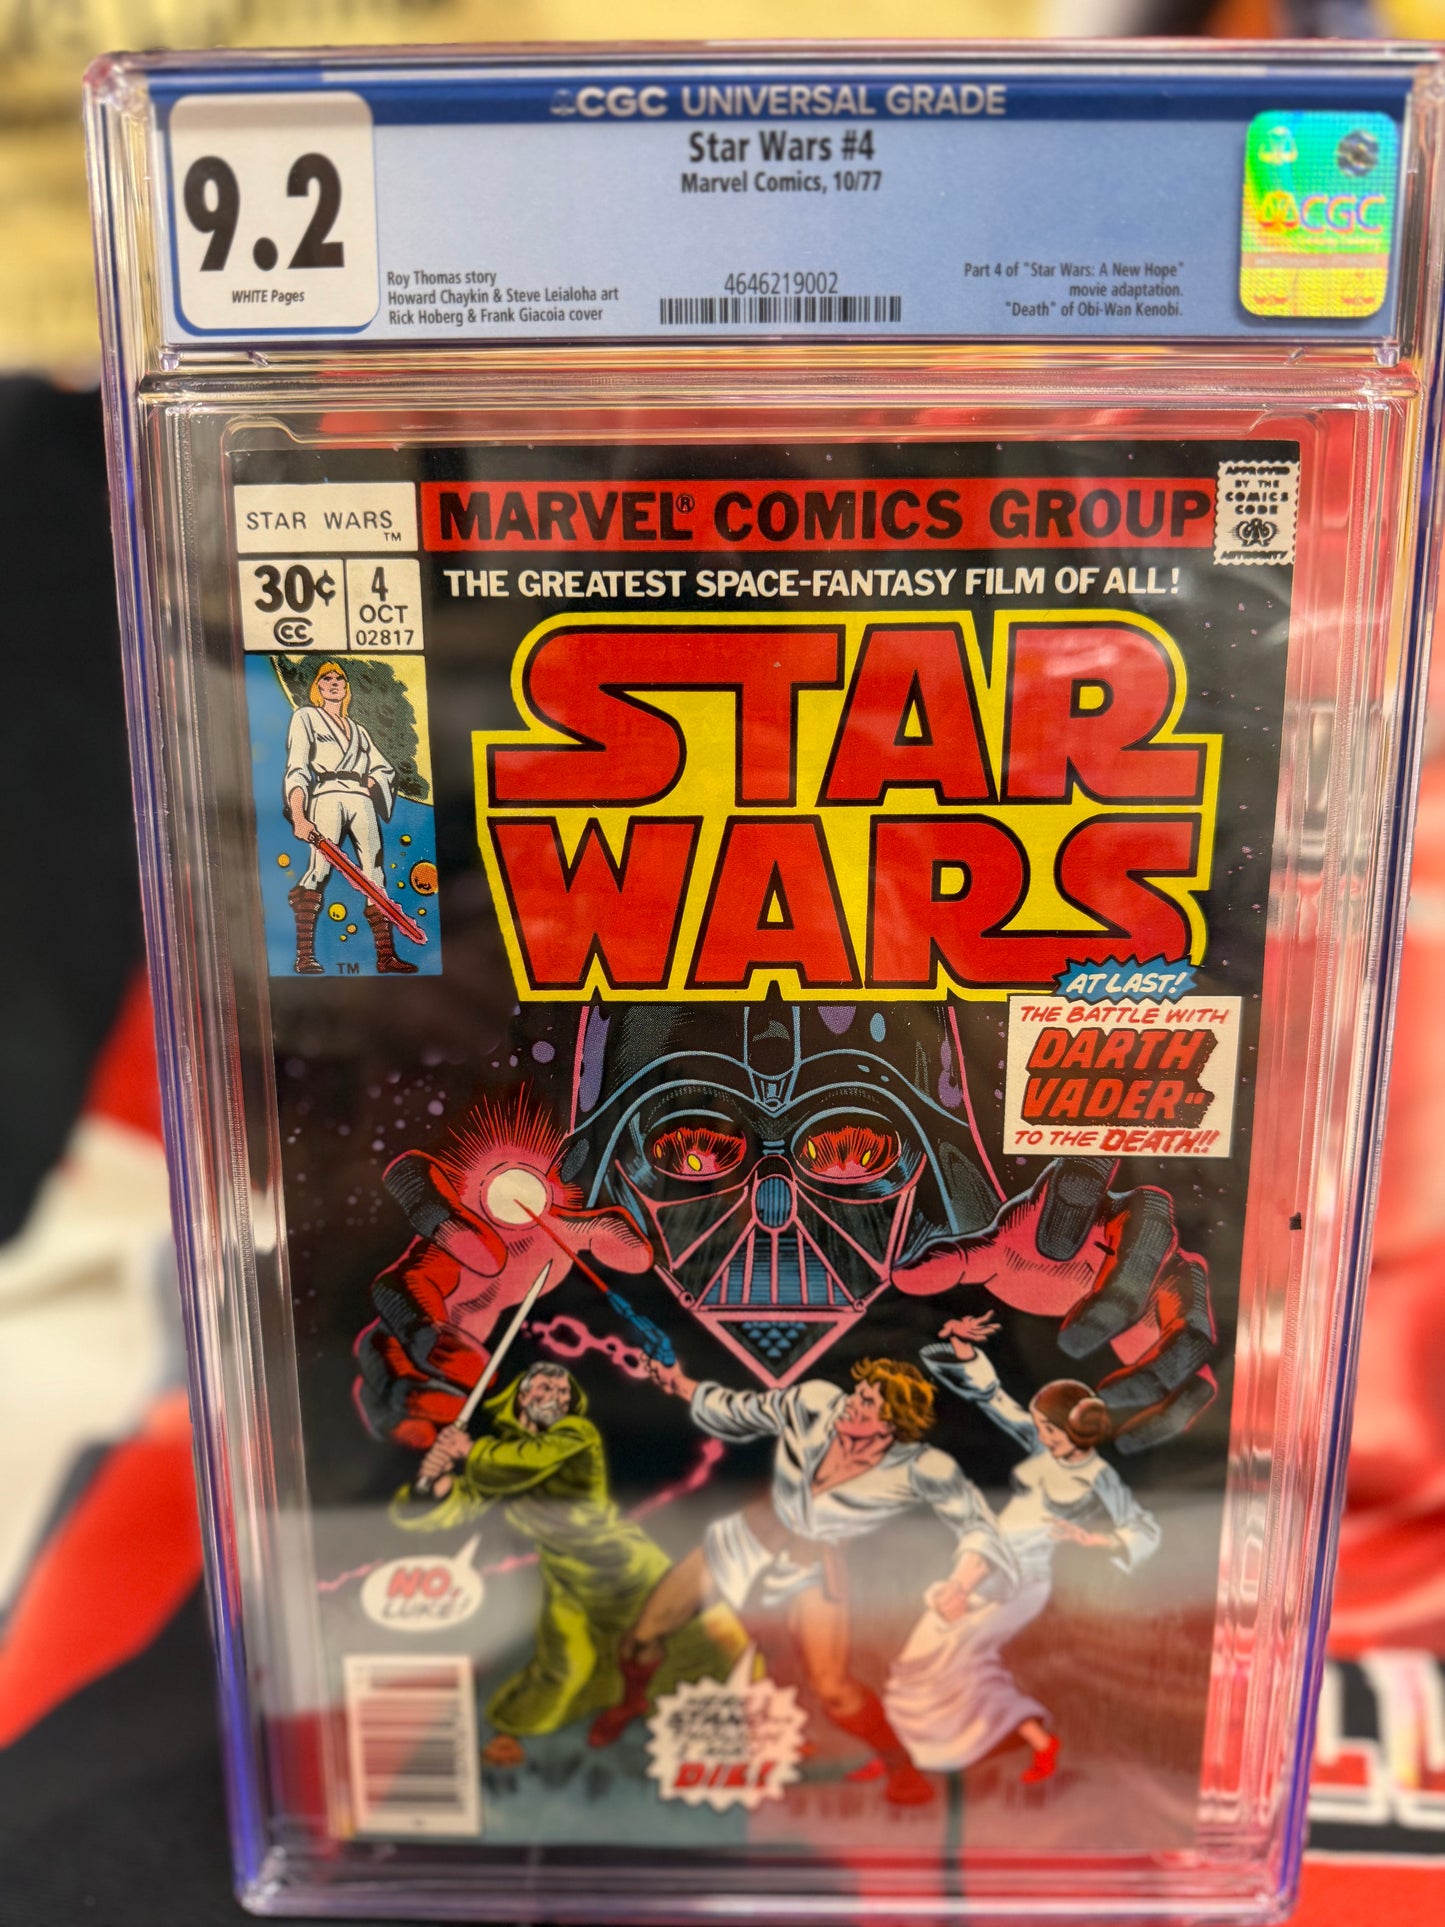 CGC UNIVERSAL GRADE
9.2
WHITE Pages
Star Wars #4
Marvel Comics, 10/77
Roy Thomas story
Howard Chaykin & Steve Leialoha art
Rick Hoberg & Frank Giacoia cover
4646219002
Part 4 of "Star Wars: A New Hope"
movie adaptation.
"Death" of Obi-Wan Kenobi.
CGC
STAR WARS TM
30¢
CC
4
OCT
02817
MARVEL® COMICS GROUP
APPROVED
BY THE
COMICS
CODE
AUTHORITY
THE GREATEST SPACE-FANTASY FILM OF ALL!
STAR
WARS
TM
AT LAST!
THE BATTLE WITH
DARTH
VADER--
TO THE DEATH!!
NO,
LUKE!
STAND,
DIE!